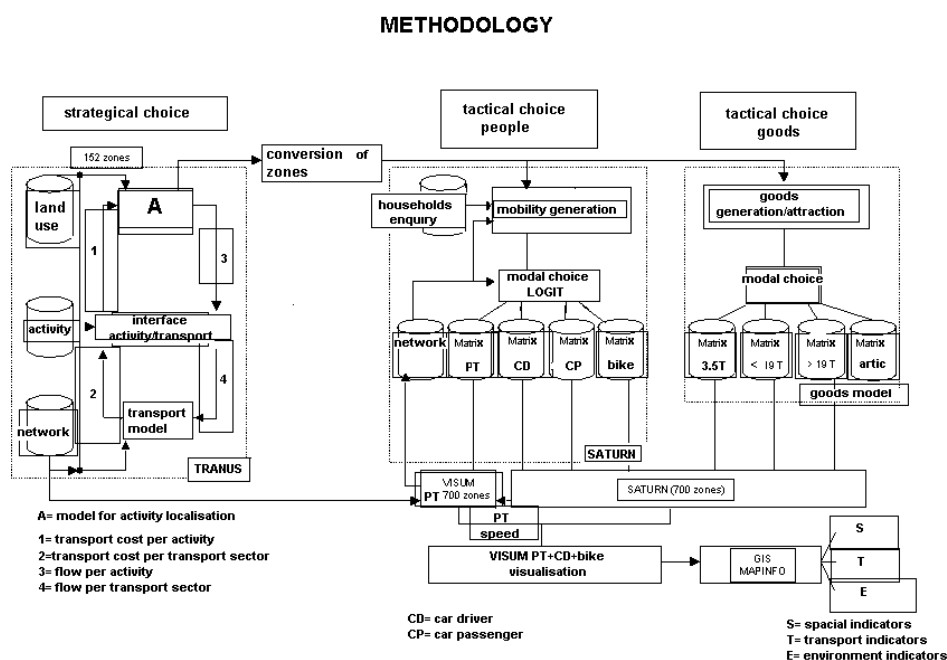 METHODOLOGY
strategical choice
tactical choice
people
tactical choice
goods
152 zones
conversion of
zones
land
use
A
1
3
households
enquiry
mobility generation
goods
generation/attraction
modal choice
LOGIT
modal choice
activity
interface
activity/transport
network
Matrix
PT
Matrix
CD
Matrix
CP
Matrix
bike
Matrix
3.5T
Matrix
< 19 T
Matrix
> 19 T
Matrix
artic
2
4
goods model
network
transport
model
TRANUS
SATURN
VISUM
PT 700 zones
SATURN (700 zones)
PT
speed
A= model for activity localisation
1= transport cost per activity
2=transport cost per transport sector
3= flow per activity
4= flow per transport sector
VISUM PT+CD+bike
visualisation
GIS
MAPINFO
S
T
E
CD= car driver
CP= car passenger
S= spacial indicators
T= transport indicators
E= environment indicators